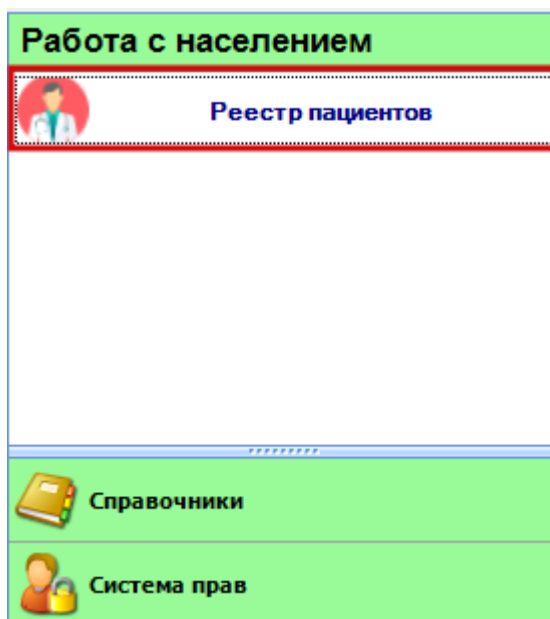 Работа с населением
Реестр пациентов
Справочники
Система прав